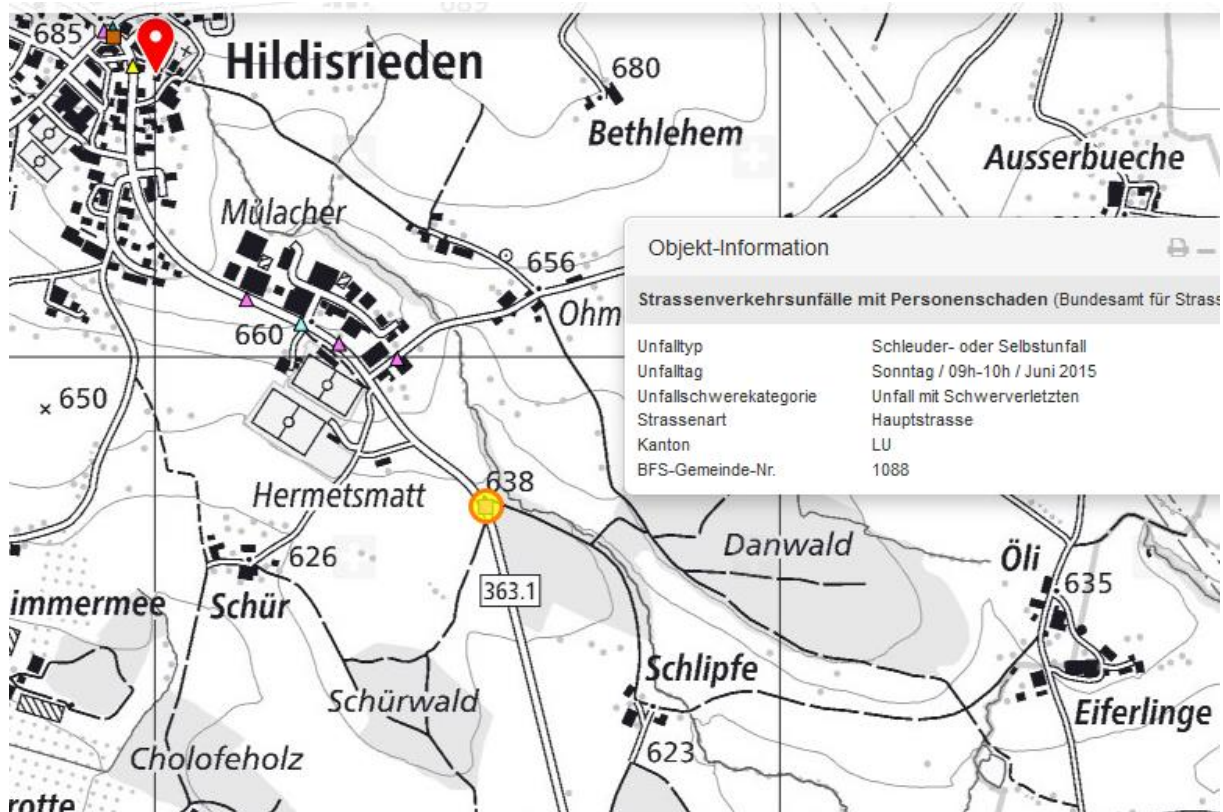 689
685
Hildisrieden
680
Bethlehem
Ausserbueche
Mülacher
656
Ohm
660
650
638
Hermetsmatt
626
Schür
immermee
363.1
Danwald
Öli
635
Schlipfe
Schürwald
Eiferlinge
623
Cholofeholz
rotte
Objekt-Information
Strassenverkehrsunfälle mit Personenschaden (Bundesamt für Strass
Unfalltyp Schleuder- oder Selbstunfall
Unfalltag Sonntag / 09h-10h / Juni 2015
Unfallschwerekategorie Unfall mit Schwerverletzten
Strassenart Hauptstrasse
Kanton LU
BFS-Gemeinde-Nr. 1088